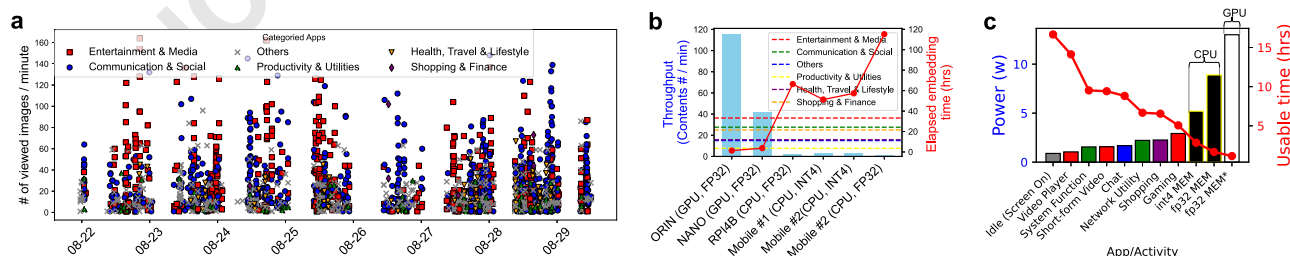 a
# of viewed images / minute
160
140
120
100
80
60
40
20
0
Categoried Apps
Entertainment & Media
Communication & Social
Others
Productivity & Utilities
Health, Travel & Lifestyle
Shopping & Finance
08-22
08-23
08-24
08-25
08-26
08-27
08-28
08-29
b
Throughput
(Contents # / min)
120
100
80
60
40
20
0
Entertainment & Media
Communication & Social
Others
Productivity & Utilities
Health, Travel & Lifestyle
Shopping & Finance
120
100
80
60
40
20
0
Elapsed embedding
time (hrs)
ORIN (GPU, FP32)
NANO (GPU, FP32)
RPI4B (CPU, FP32)
Mobile #1 (CPU, INT4)
Mobile #2(CPU, INT4)
Mobile #2 (CPU, FP32)
c
GPU
CPU
Power (w)
10
5
0
15
10
5
Usable time (hrs)
Idle (Screen On)
Video Player
System Function
Short-form Video
Chat
Network Utility
Shopping
Gaming
int4 MEM
fp32 MEM
fp32 MEM*
App/Activity